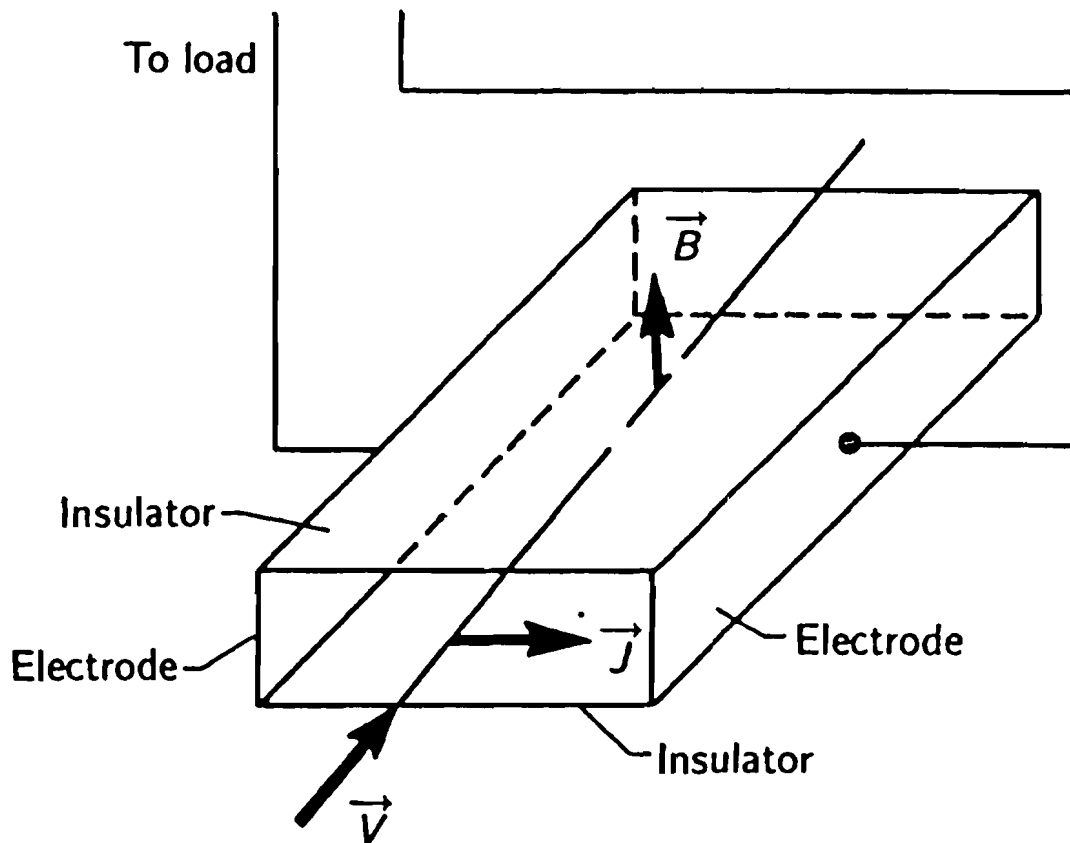 To load
B
Insulator
Electrode
J
Electrode
Insulator
V